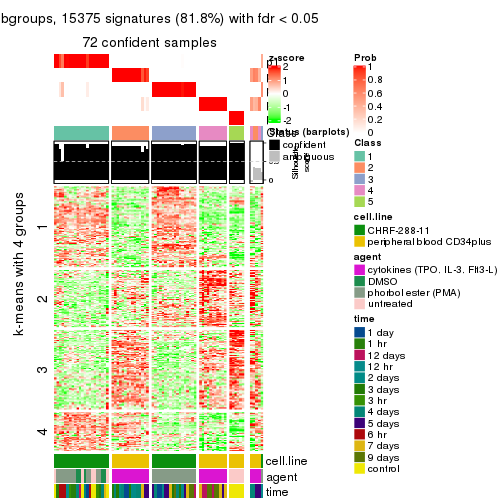 bgroups, 15375 signatures (81.8%) with fdr < 0.05
72 confident samples
k-means with 4 groups
1
2
3
4
p1
Class
1
0
Silhouette
score
cell.line
agent
time
z-score
2
1
0
-1
-2
Status (barplots)
confident
ambiguous
Prob
1
0.8
0.6
0.4
0.2
0
Class
1
2
3
4
5
cell.line
CHRF-288-11
peripheral blood CD34plus
agent
cytokines (TPO, IL-3, Flt3-L)
DMSO
phorbol ester (PMA)
untreated
time
1 day
1 hr
12 days
12 hr
2 days
3 days
3 hr
4 days
5 days
6 hr
7 days
9 days
control